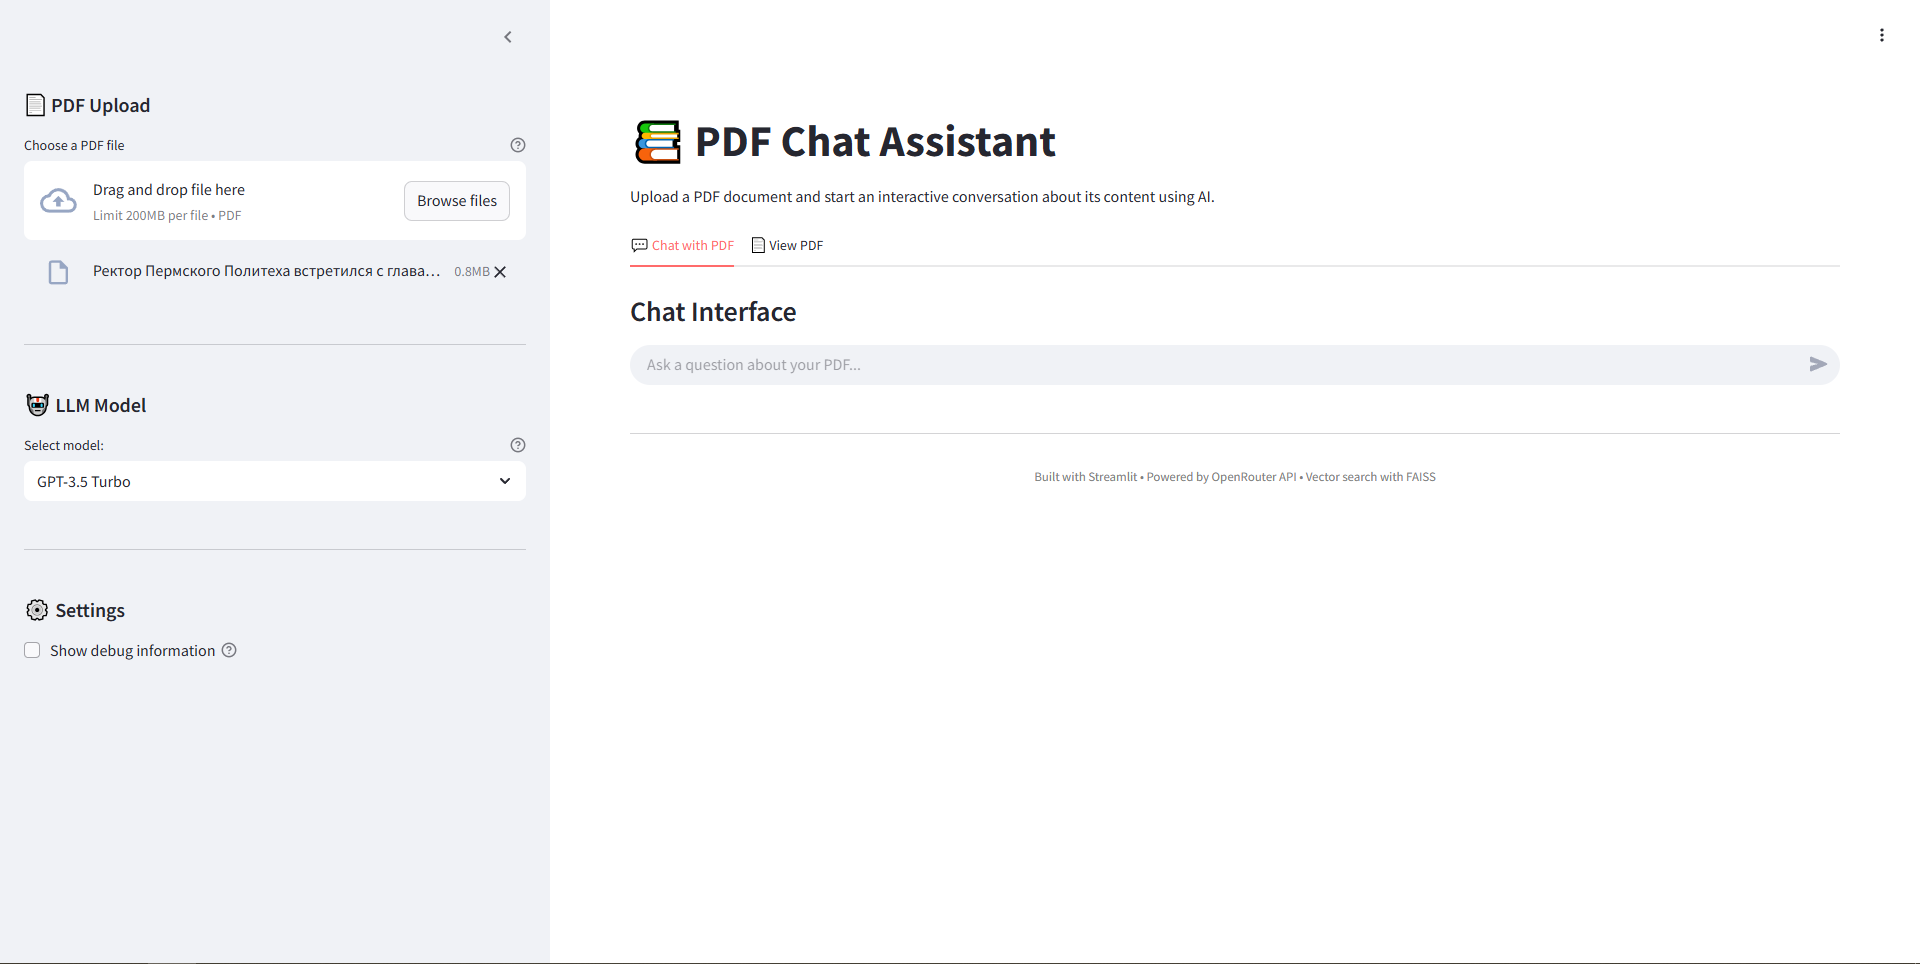 PDF Upload
Choose a PDF file
Drag and drop file here
Limit 200MB per file • PDF
Browse files
Ректор Пермского Политеха встретился с глава... 0.8MB
LLM Model
Select model:
GPT-3.5 Turbo
Settings
Show debug information
PDF Chat Assistant
Upload a PDF document and start an interactive conversation about its content using AI.
Chat with PDF
View PDF
Chat Interface
Ask a question about your PDF...
Built with Streamlit • Powered by OpenRouter API • Vector search with FAISS